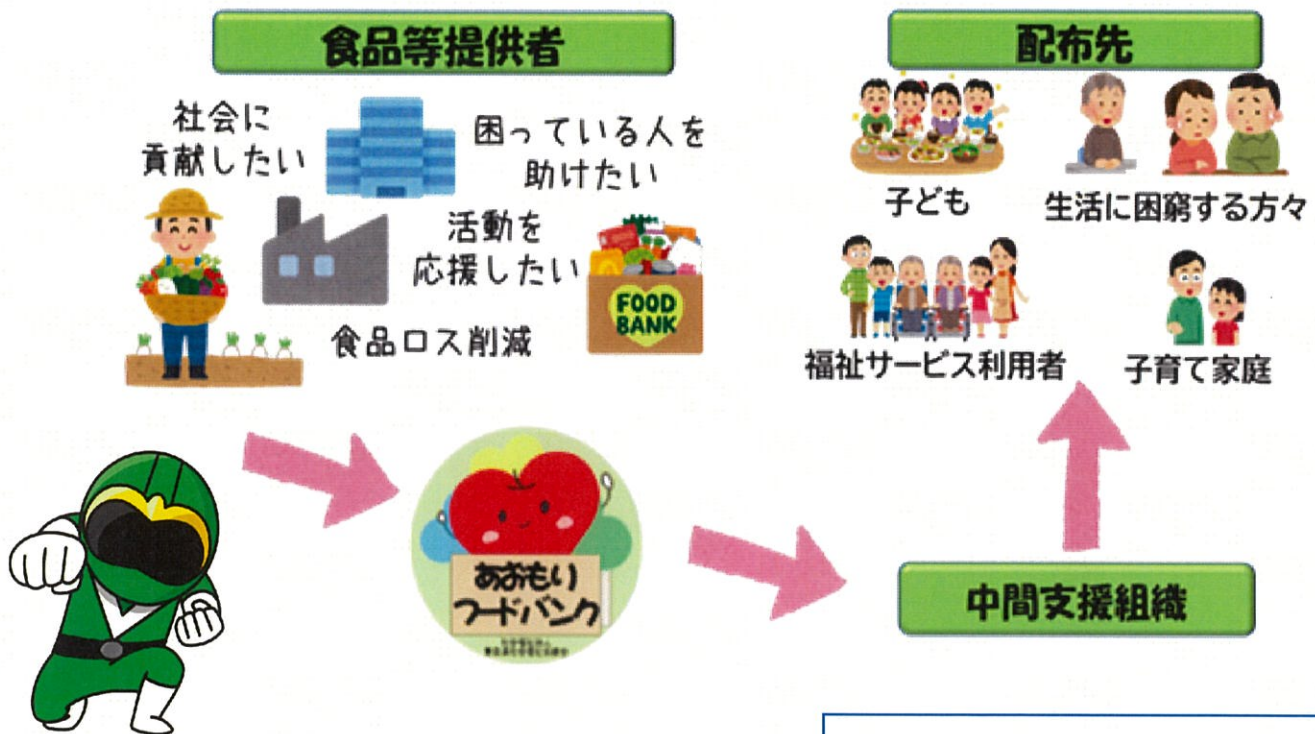 食品等提供者
社会に
貢献したい
困っている人を
助けたい
活動を
応援したい
食品ロス削減
FOOD
BANK
配布先
子ども
生活に困窮する方々
福祉サービス利用者
子育て家庭
あおもり
フードバンク
中間支援組織